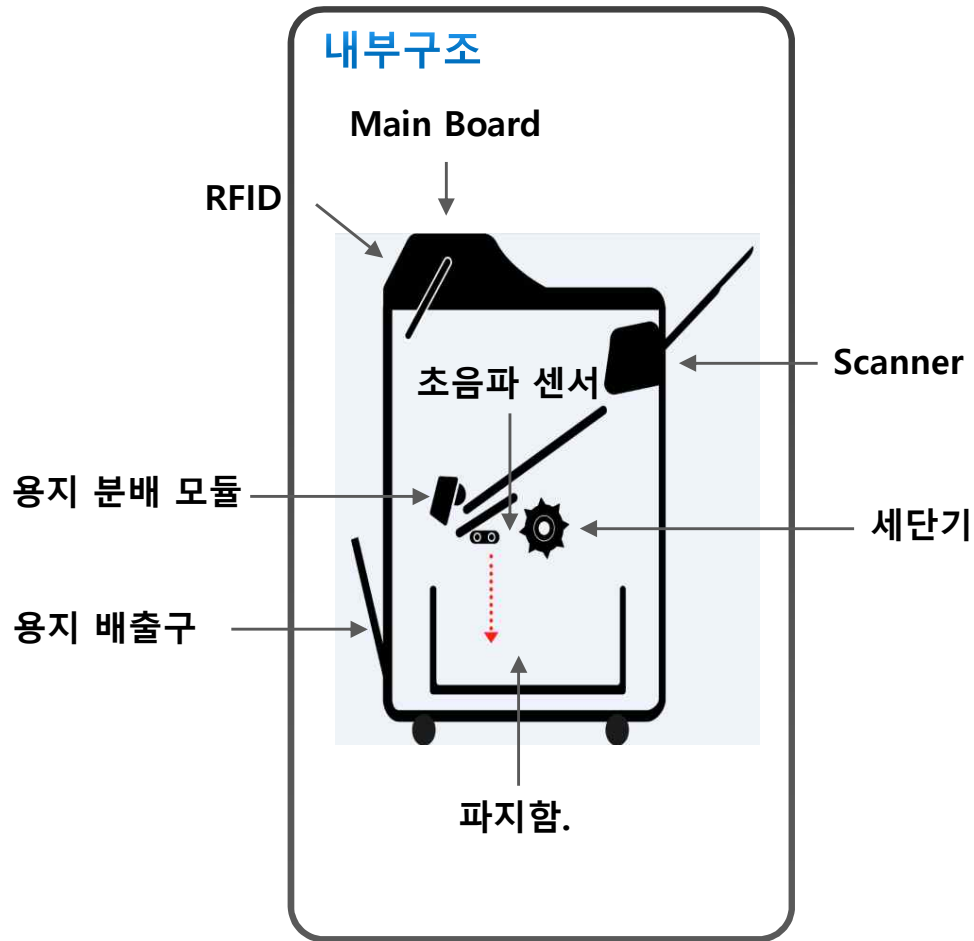 내부구조
Main Board
RFID
Scanner
초음파 센서
용지 분배 모듈
세단기
용지 배출구
파지함.